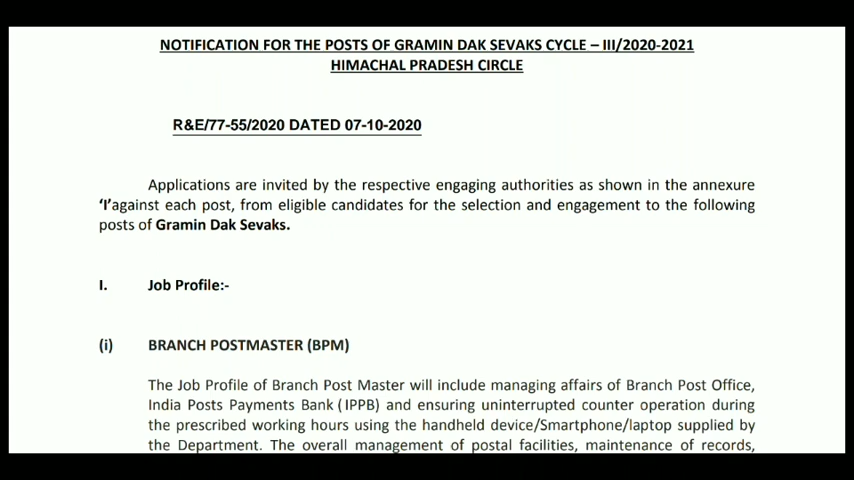 NOTIFICATION FOR THE POSTS OF GRAMIN DAK SEVAKS CYCLE – III/2020-2021
HIMACHAL PRADESH CIRCLE
R&E/77-55/2020 DATED 07-10-2020
Applications are invited by the respective engaging authorities as shown in the annexure
‘I’against each post, from eligible candidates for the selection and engagement to the following
posts of Gramin Dak Sevaks.
I. Job Profile:-
(i) BRANCH POSTMASTER (BPM)
The Job Profile of Branch Post Master will include managing affairs of Branch Post Office,
India Posts Payments Bank (IPPB) and ensuring uninterrupted counter operation during
the prescribed working hours using the handheld device/Smartphone/laptop supplied by
the Department. The overall management of postal facilities, maintenance of records,